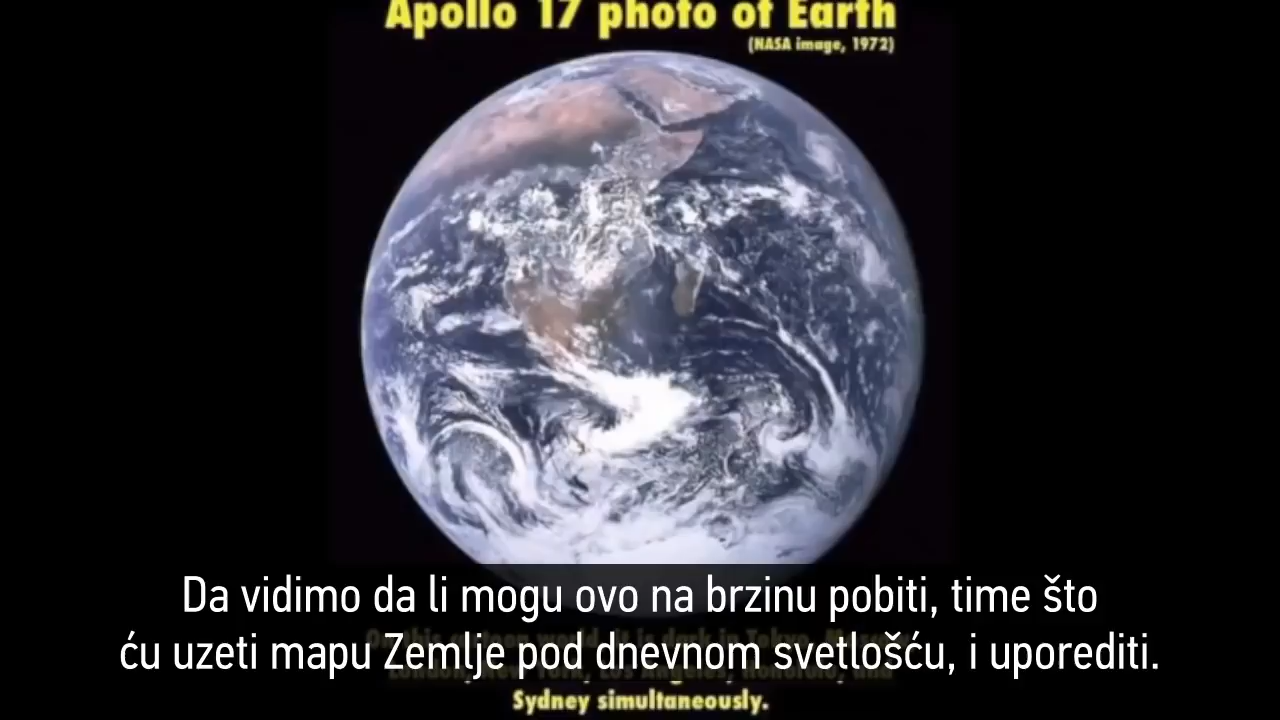 Apollo 17 photo of Earth
(NASA image, 1972)
Da vidimo da li mogu ovo na brzinu pobiti, time što
ću uzeti mapu Zemlje pod dnevnom svetlošću, i uporediti.
Sydney simultaneously.